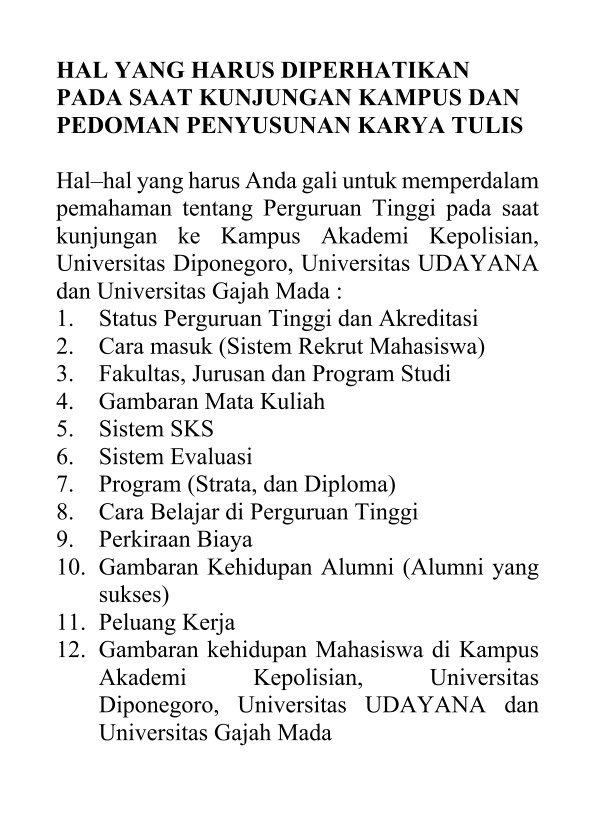 HAL YANG HARUS DIPERHATIKAN
PADA SAAT KUNJUNGAN KAMPUS DAN
PEDOMAN PENYUSUNAN KARYA TULIS
Hal–hal yang harus Anda gali untuk memperdalam
pemahaman tentang Perguruan Tinggi pada saat
kunjungan ke Kampus Akademi Kepolisian,
Universitas Diponegoro, Universitas UDAYANA
dan Universitas Gajah Mada :
1. Status Perguruan Tinggi dan Akreditasi
2. Cara masuk (Sistem Rekrut Mahasiswa)
3. Fakultas, Jurusan dan Program Studi
4. Gambaran Mata Kuliah
5. Sistem SKS
6. Sistem Evaluasi
7. Program (Strata, dan Diploma)
8. Cara Belajar di Perguruan Tinggi
9. Perkiraan Biaya
10. Gambaran Kehidupan Alumni (Alumni yang
sukses)
11. Peluang Kerja
12. Gambaran kehidupan Mahasiswa di Kampus
Akademi Kepolisian, Universitas
Diponegoro, Universitas UDAYANA dan
Universitas Gajah Mada